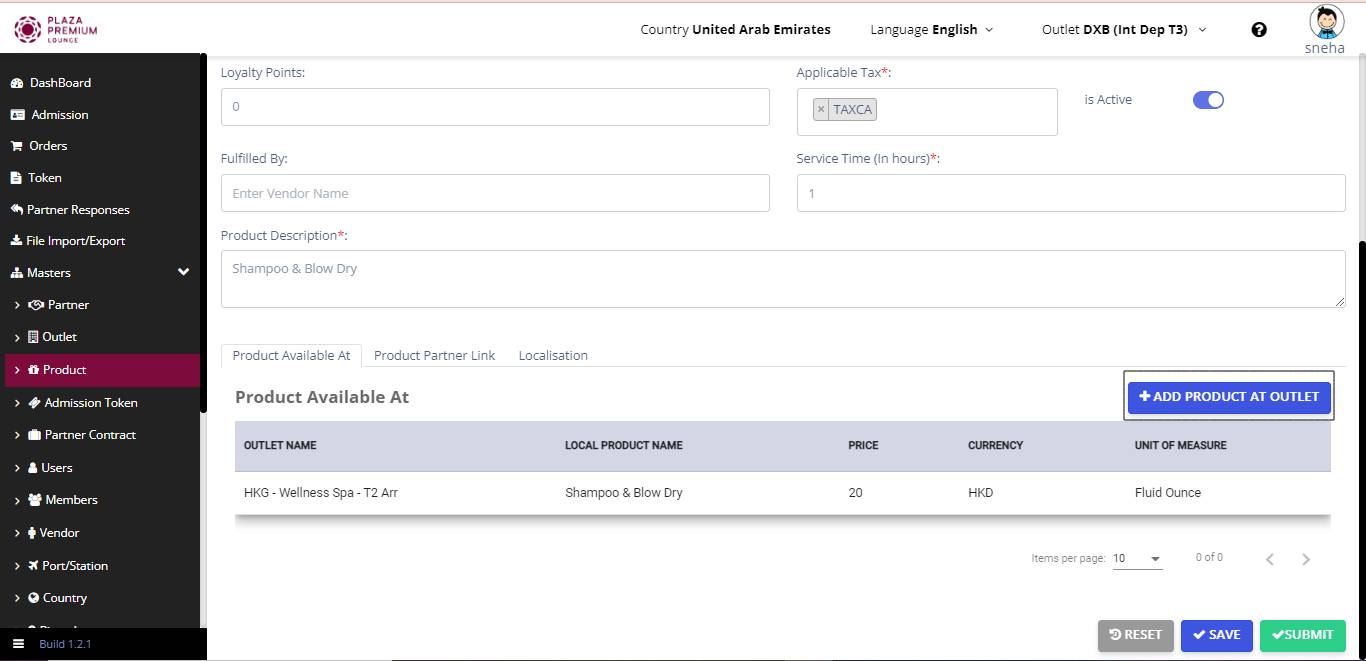 PLAZA
PREMIUM
LOUNGE
Country United Arab Emirates
Language English
Outlet DXB (Int Dep T3)
sneha
DashBoard
Admission
Orders
Token
Partner Responses
File Import/Export
Masters
Partner
Outlet
Product
Admission Token
Partner Contract
Users
Members
Vendor
Port/Station
Country
Build 1.2.1
Loyalty Points:
0
Applicable Tax*:
× TAXCA
is Active
Fulfilled By:
Enter Vendor Name
Service Time (In hours)*:
1
Product Description*:
Shampoo & Blow Dry
Product Available At Product Partner Link Localisation
Product Available At
ADD PRODUCT AT OUTLET
OUTLET NAME LOCAL PRODUCT NAME PRICE CURRENCY UNIT OF MEASURE
HKG - Wellness Spa - T2 Arr Shampoo & Blow Dry 20 HKD Fluid Ounce
Items per page: 10 0 of 0
RESET SAVE SUBMIT